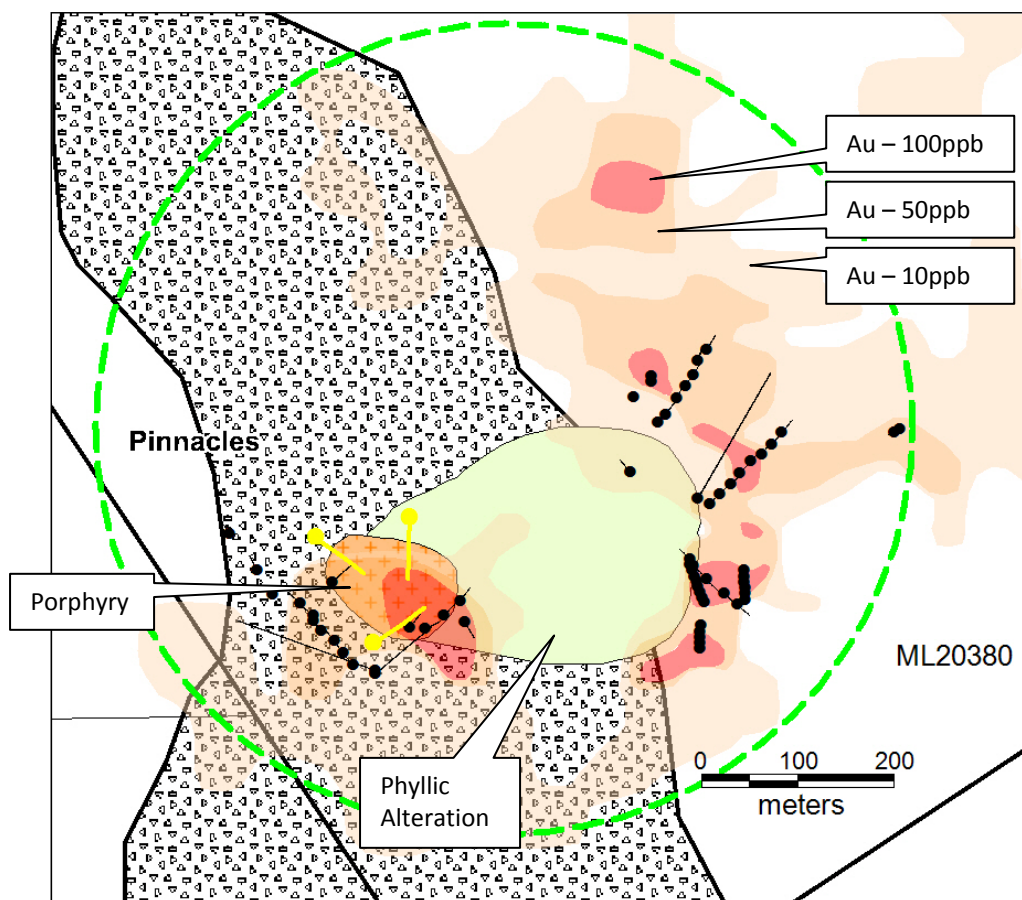 Au – 100ppb
Au – 50ppb
Au – 10ppb
Pinnacles
Porphyry
ML20380
Phyllic
Alteration
0 100 200
meters